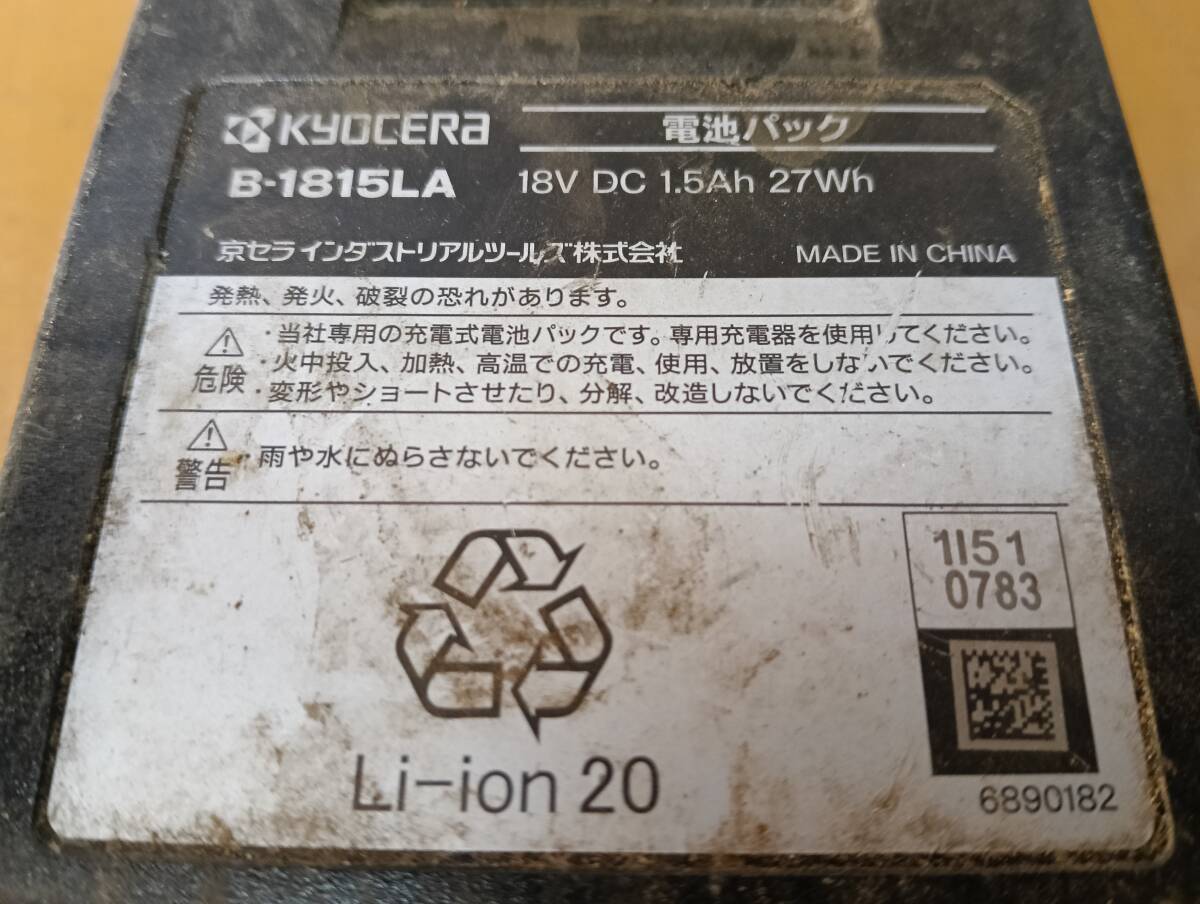 KYOCERA
電池パック
B-1815LA
18V DC 1.5Ah 27Wh
京セラインダストリアルツールズ株式会社
MADE IN CHINA
発熱、発火、破裂の恐れがあります。
危険
・当社専用の充電式電池パックです。専用充電器を使用してください。
・火中投入、加熱、高温での充電、使用、放置をしないでください。
・変形やショートさせたり、分解、改造しないでください。
警告
・雨や水にぬらさないでください。
1I51
0783
Li-ion 20
6890182